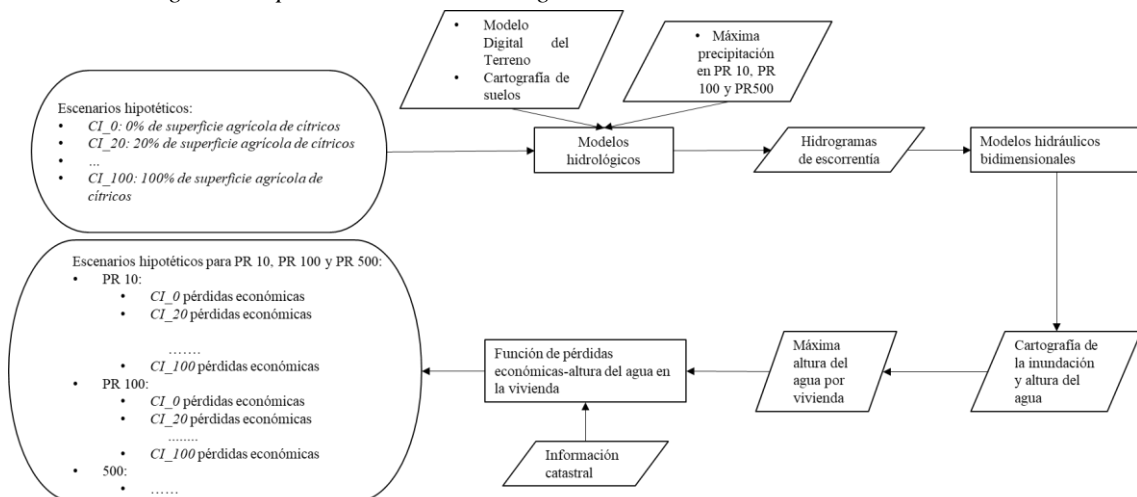 • Modelo
Digital del
Terreno
• Cartografía de
suelos
• Máxima
precipitación
en PR 10, PR
100 y PR500
Escenarios hipotéticos:
• CI_0: 0% de superficie agrícola de cítricos
• CI_20: 20% de superficie agrícola de cítricos
• ...
• CI_100: 100% de superficie agrícola de
cítricos
Modelos
hidrológicos
Hidrogramas
de escorrentía
Modelos hidráulicos
bidimensionales
Escenarios hipotéticos para PR 10, PR 100 y PR 500:
• PR 10:
• CI_0 pérdidas económicas
• CI_20 pérdidas económicas
.......
• CI_100 pérdidas económicas
• PR 100:
• CI_0 pérdidas económicas
• CI_20 pérdidas económicas
........
• CI_100 pérdidas económicas
• 500:
• ......
Función de pérdidas
económicas-altura del agua en
la vivienda
Máxima
altura del
agua por
vivienda
Cartografía de
la inundación
y altura del
agua
Información
catastral